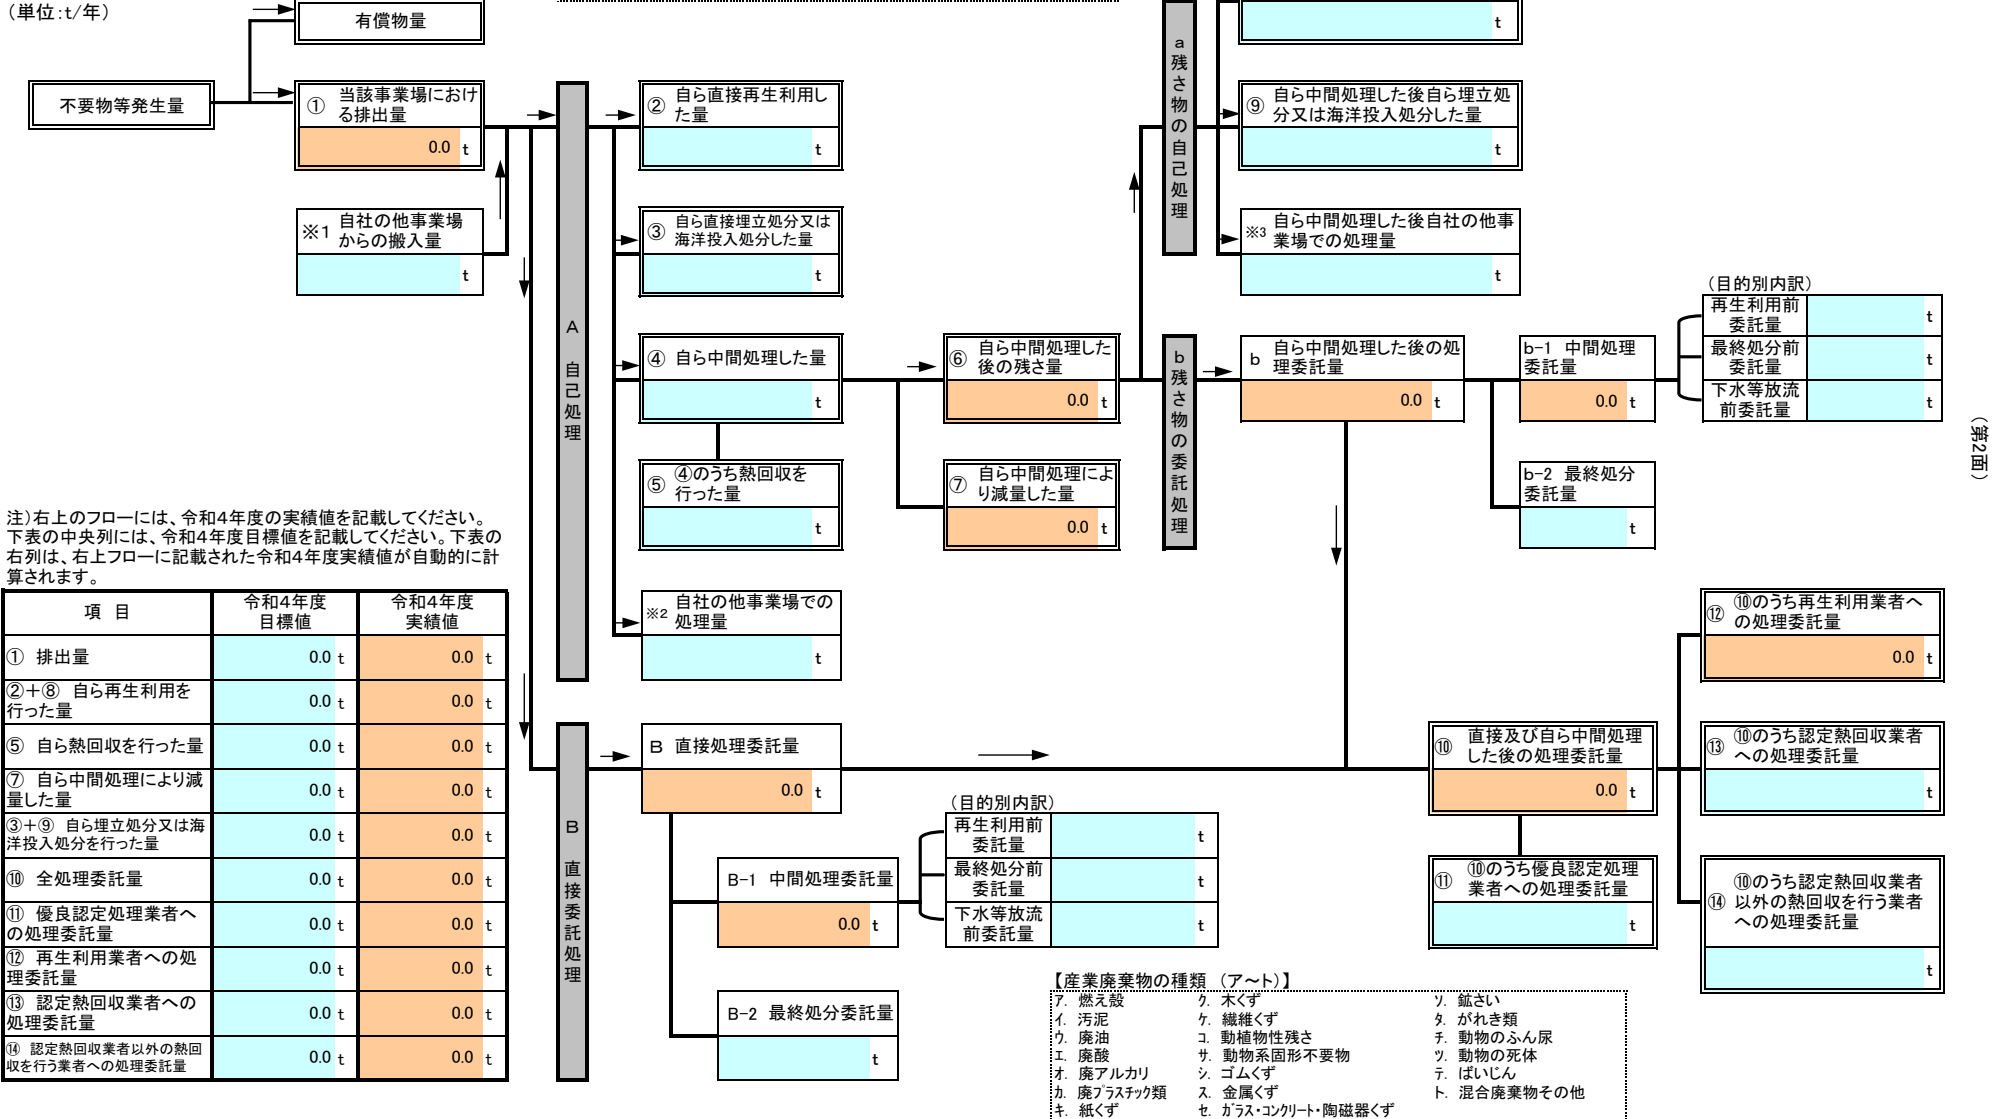 （単位：t/年）
有償物量
t
不要物等発生量
① 当該事業場におけ
る排出量
0.0 t
※1 自社の他事業場
からの搬入量
t
A 自己処理
② 自ら直接再生利用し
た量
t
③ 自ら直接埋立処分又は
海洋投入処分した量
t
④ 自ら中間処理した量
t
⑤ ④のうち熱回収を
行った量
t
※2 自社の他事業場での
処理量
t
⑥ 自ら中間処理した
後の残さ量
0.0 t
⑦ 自ら中間処理によ
り減量した量
0.0 t
a残さ物の自己処理
⑨ 自ら中間処理した後自ら埋立処
分又は海洋投入処分した量
t
※3 自ら中間処理した後自社の他事
業場での処理量
t
b残さ物の委託処理
b 自ら中間処理した後の処
理委託量
0.0 t
b-1 中間処理
委託量
0.0 t
b-2 最終処分
委託量
t
（目的別内訳）
再生利用前
委託量
t
最終処分前
委託量
t
下水等放流
前委託量
t
（第2面）
注）右上のフローには、令和4年度の実績値を記載してください。
下表の中央列には、令和4年度目標値を記載してください。下表の
右列は、右上フローに記載された令和4年度実績値が自動的に計
算されます。
項 目
令和4年度
目標値
令和4年度
実績値
① 排出量
0.0 t
0.0 t
②＋⑧ 自ら再生利用を
行った量
0.0 t
0.0 t
⑤ 自ら熱回収を行った量
0.0 t
0.0 t
⑦ 自ら中間処理により減
量した量
0.0 t
0.0 t
③＋⑨ 自ら埋立処分又は海
洋投入処分を行った量
0.0 t
0.0 t
⑩ 全処理委託量
0.0 t
0.0 t
⑪ 優良認定処理業者へ
の処理委託量
0.0 t
0.0 t
⑫ 再生利用業者への処
理委託量
0.0 t
0.0 t
⑬ 認定熱回収業者への
処理委託量
0.0 t
0.0 t
⑭ 認定熱回収業者以外の熱回
収を行う業者への処理委託量
0.0 t
0.0 t
B 直接委託処理
B 直接処理委託量
0.0 t
B-1 中間処理委託量
0.0 t
B-2 最終処分委託量
t
（目的別内訳）
再生利用前
委託量
t
最終処分前
委託量
t
下水等放流
前委託量
t
⑩ 直接及び自ら中間処理
した後の処理委託量
0.0 t
⑪ ⑩のうち優良認定処理
業者への処理委託量
t
⑫ ⑩のうち再生利用業者へ
の処理委託量
0.0 t
⑬ ⑩のうち認定熱回収業者
への処理委託量
t
⑭ ⑩のうち認定熱回収業者
以外の熱回収を行う業者
への処理委託量
t
【産業廃棄物の種類 （ア～ト）】
ア. 燃え殻
イ. 汚泥
ウ. 廃油
エ. 廃酸
オ. 廃アルカリ
カ. 廃プラスチック類
キ. 紙くず
ク. 木くず
ケ. 繊維くず
コ. 動植物性残さ
サ. 動物系固形不要物
シ. ゴムくず
ス. 金属くず
セ. ガラス・コンクリート・陶磁器くず
ソ. 鉱さい
タ. がれき類
チ. 動物のふん尿
ツ. 動物の死体
テ. ばいじん
ト. 混合廃棄物その他